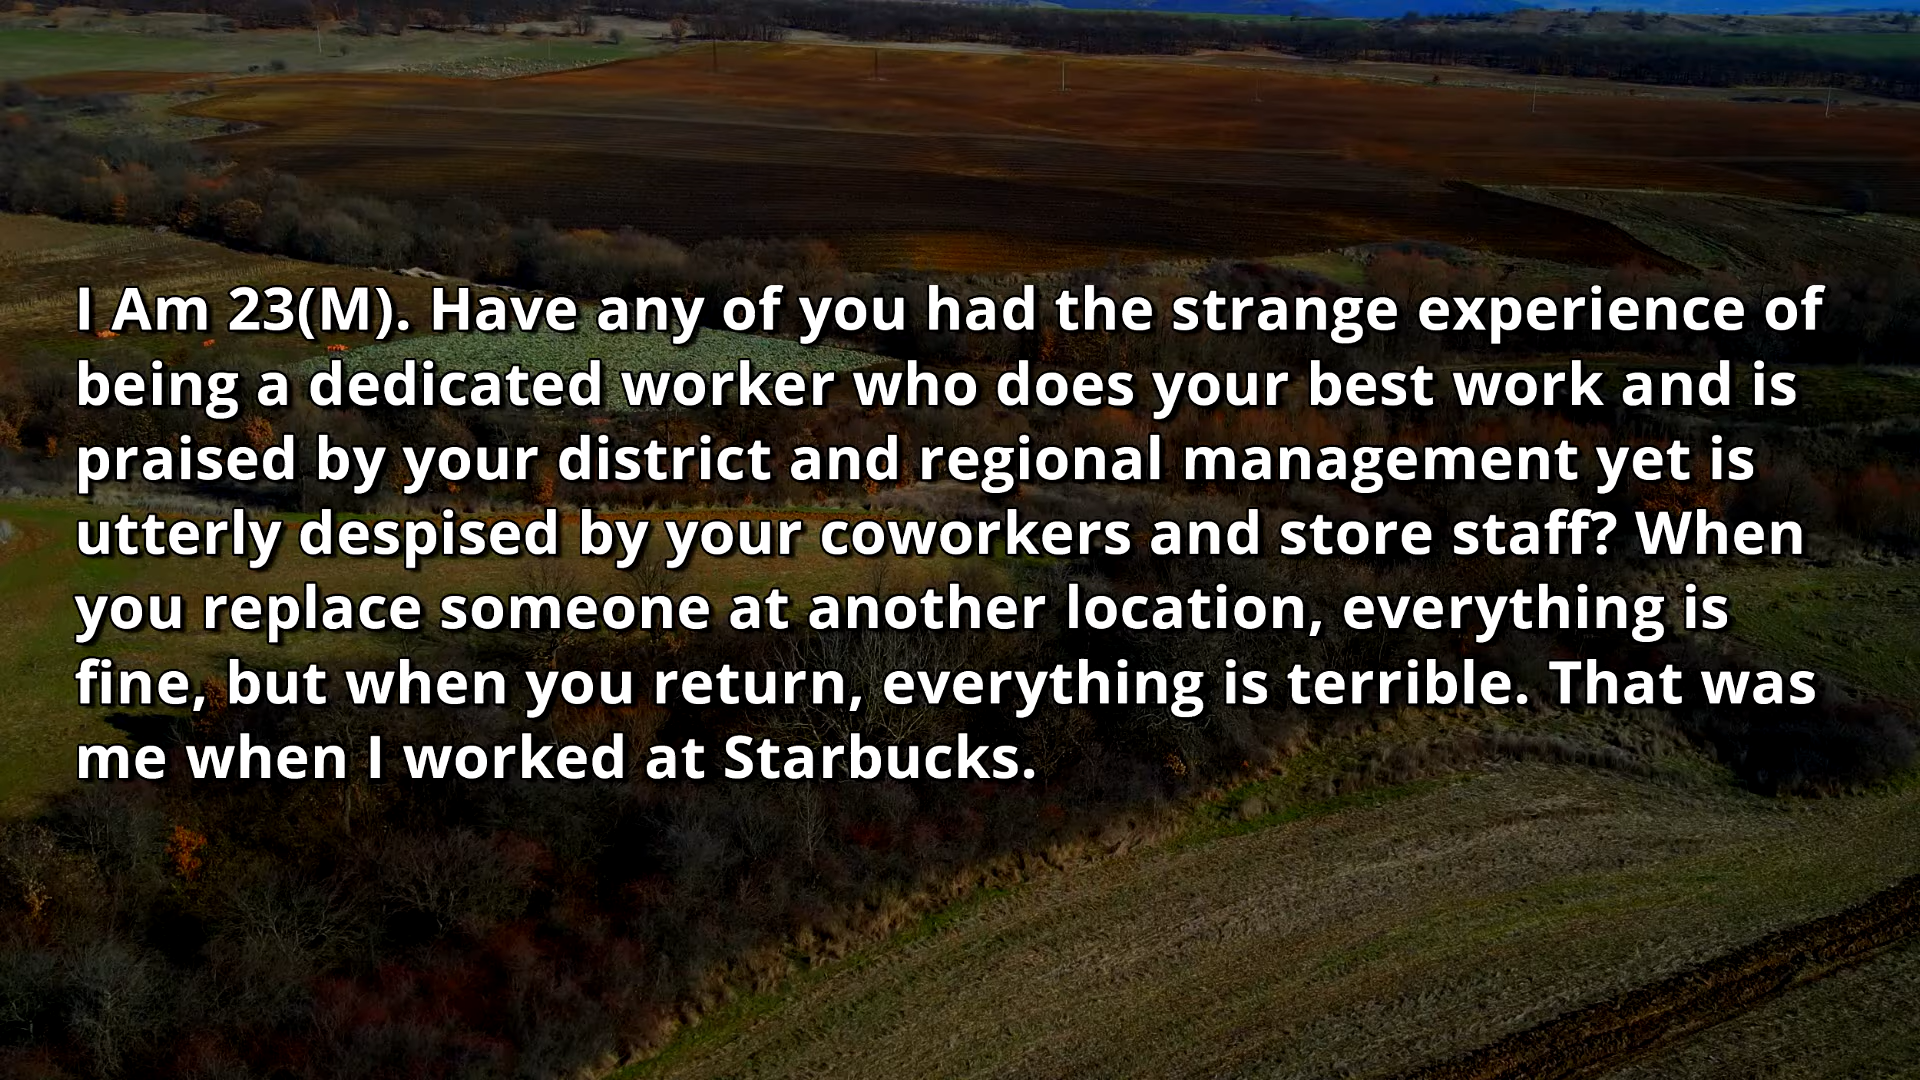 I Am 23(M). Have any of you had the strange experience of
being a dedicated worker who does your best work and is
praised by your district and regional management yet is
utterly despised by your coworkers and store staff? When
you replace someone at another location, everything is
fine, but when you return, everything is terrible. That was
me when I worked at Starbucks.